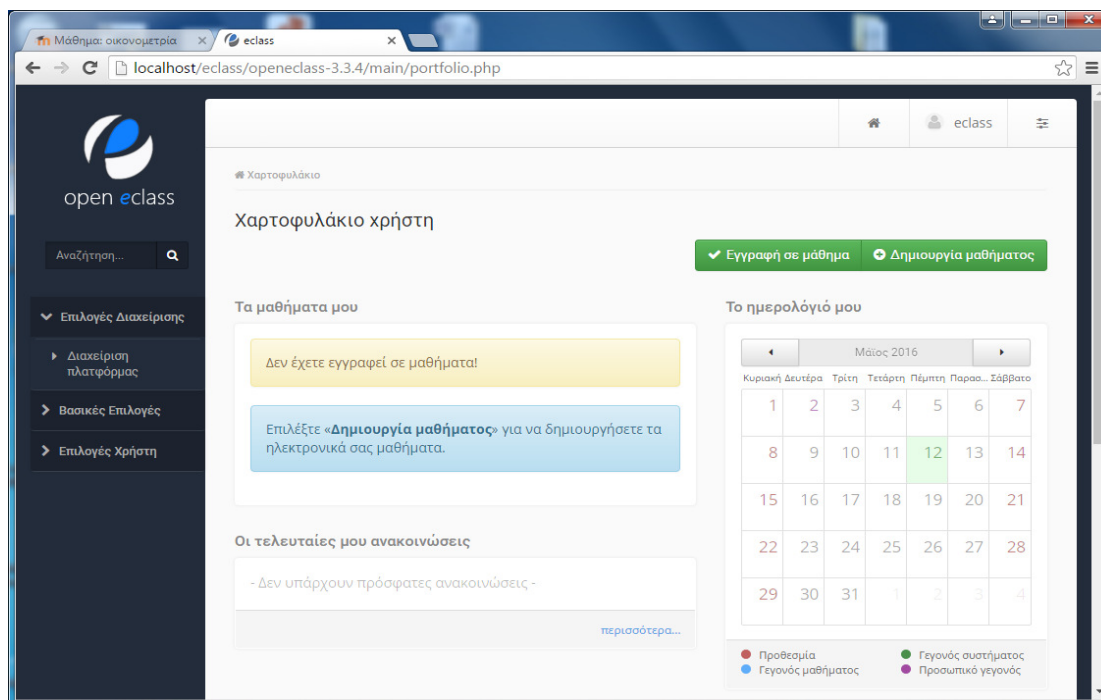 Μάθημα: οικονομετρία
eclass
localhost/eclass/openeclass-3.3.4/main/portfolio.php
open eclass
Αναζήτηση...
Επιλογές Διαχείρισης
Διαχείριση
πλατφόρμας
Βασικές Επιλογές
Επιλογές Χρήστη
eclass
Χαρτοφυλάκιο
Χαρτοφυλάκιο χρήστη
Εγγραφή σε μάθημα
Δημιουργία μαθήματος
Τα μαθήματα μου
Δεν έχετε εγγραφεί σε μαθήματα!
Επιλέξτε «Δημιουργία μαθήματος» για να δημιουργήσετε τα
ηλεκτρονικά σας μαθήματα.
Οι τελευταίες μου ανακοινώσεις
- Δεν υπάρχουν πρόσφατες ανακοινώσεις -
περισσότερα...
Το ημερολόγιό μου
Μάϊος 2016
Κυριακή Δευτέρα Τρίτη Τετάρτη Πέμπτη Παρασ... Σάββατο
1 2 3 4 5 6 7
8 9 10 11 12 13 14
15 16 17 18 19 20 21
22 23 24 25 26 27 28
29 30 31 1 2 3 4
Προθεσμία
Γεγονός συστήματος
Γεγονός μαθήματος
Προσωπικό γεγονός